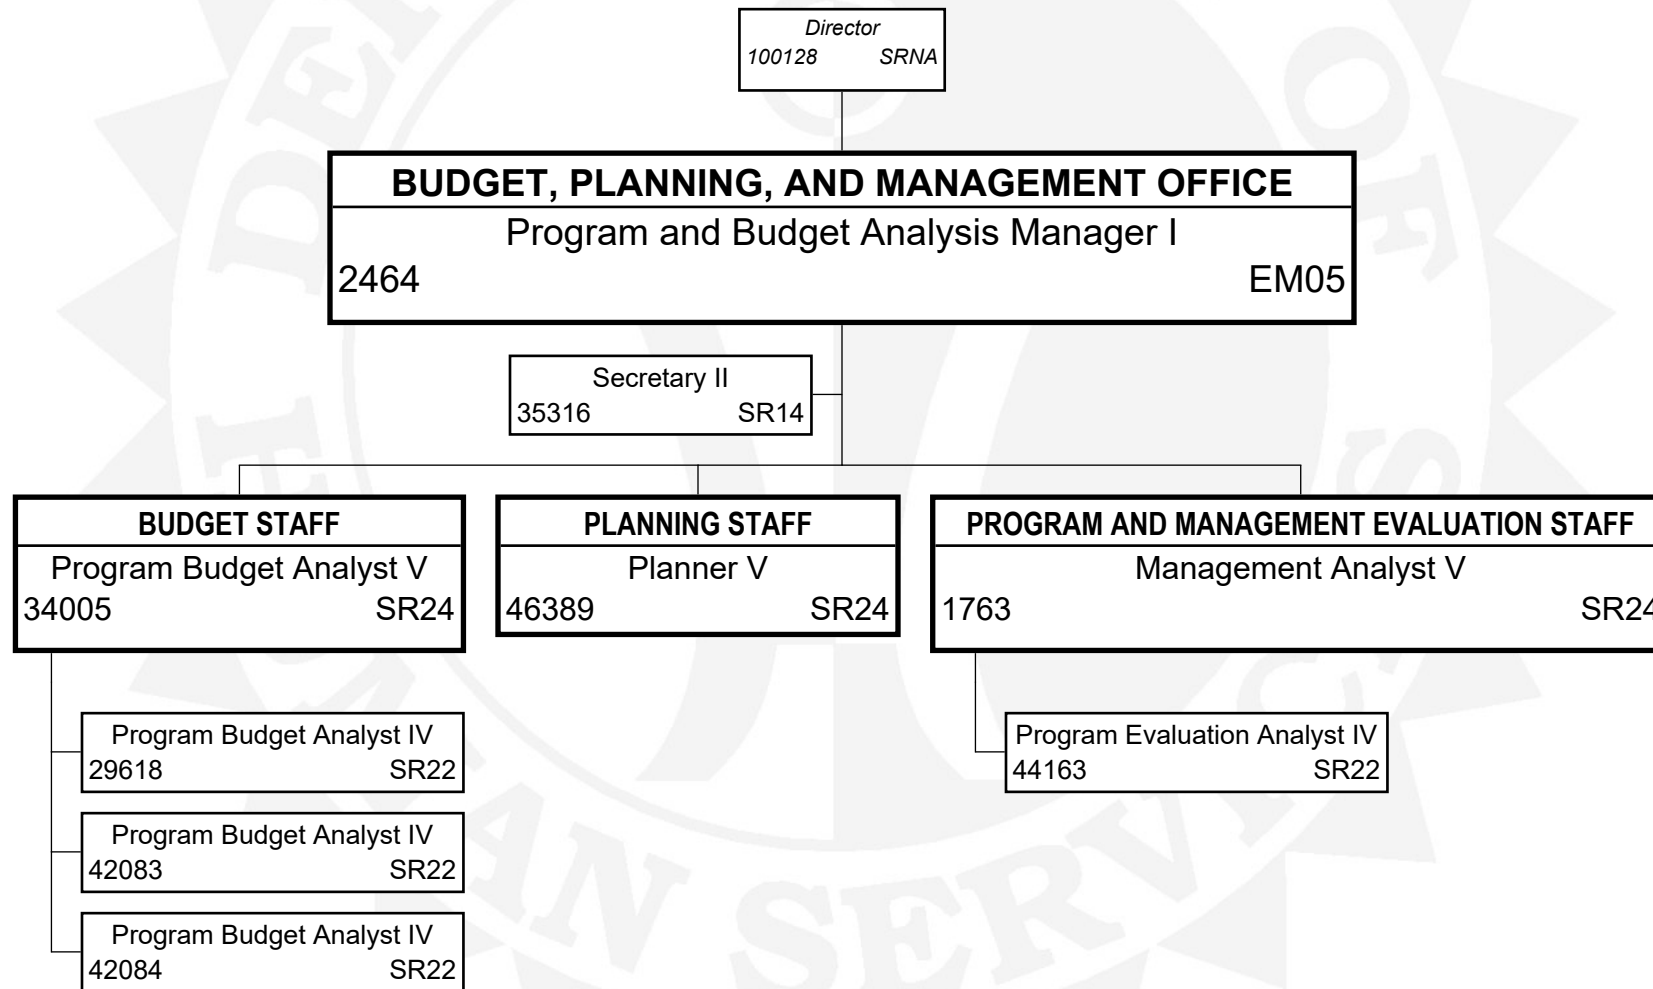 Director
100128 SRNA
BUDGET, PLANNING, AND MANAGEMENT OFFICE
Program and Budget Analysis Manager I
2464 EM05
Secretary II
35316 SR14
BUDGET STAFF
Program Budget Analyst V
34005 SR24
PLANNING STAFF
Planner V
46389 SR24
PROGRAM AND MANAGEMENT EVALUATION STAFF
Management Analyst V
1763 SR24
Program Budget Analyst IV
29618 SR22
Program Evaluation Analyst IV
44163 SR22
Program Budget Analyst IV
42083 SR22
Program Budget Analyst IV
42084 SR22